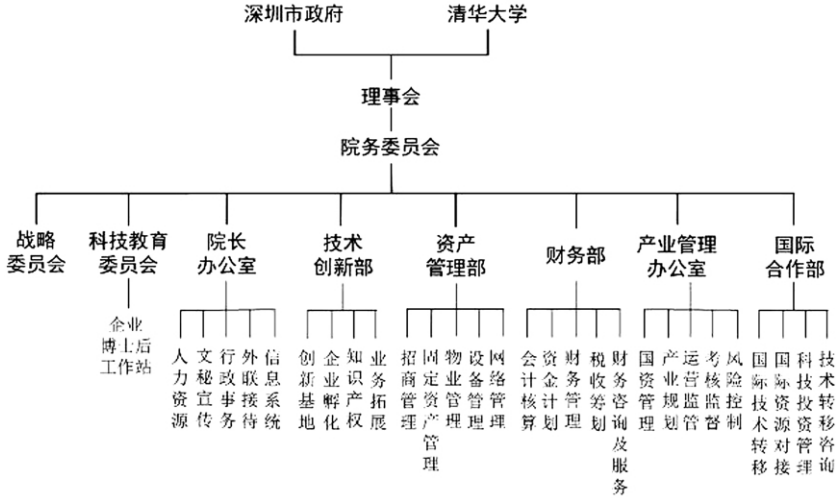 深圳市政府
清华大学
理事会
院务委员会
战略
委员会
科技教育
委员会
院长
办公室
技术
创新部
资产
管理部
财务部
产业管理
办公室
国际
合作部
企业
博士后
工作站
人力资源
文秘宣传
行政事务
外联接待
信息系统
创新基地
企业孵化
知识产权
业务拓展
招商管理
固定资产管理
物业管理
设备管理
网络管理
会计核算
资金计划
财务管理
税收筹划
财务咨询及服务
国资管理
产业规划
运营监管
考核监督
风险控制
国际技术转移
国际资源对接
科技投资管理
技术转移咨询